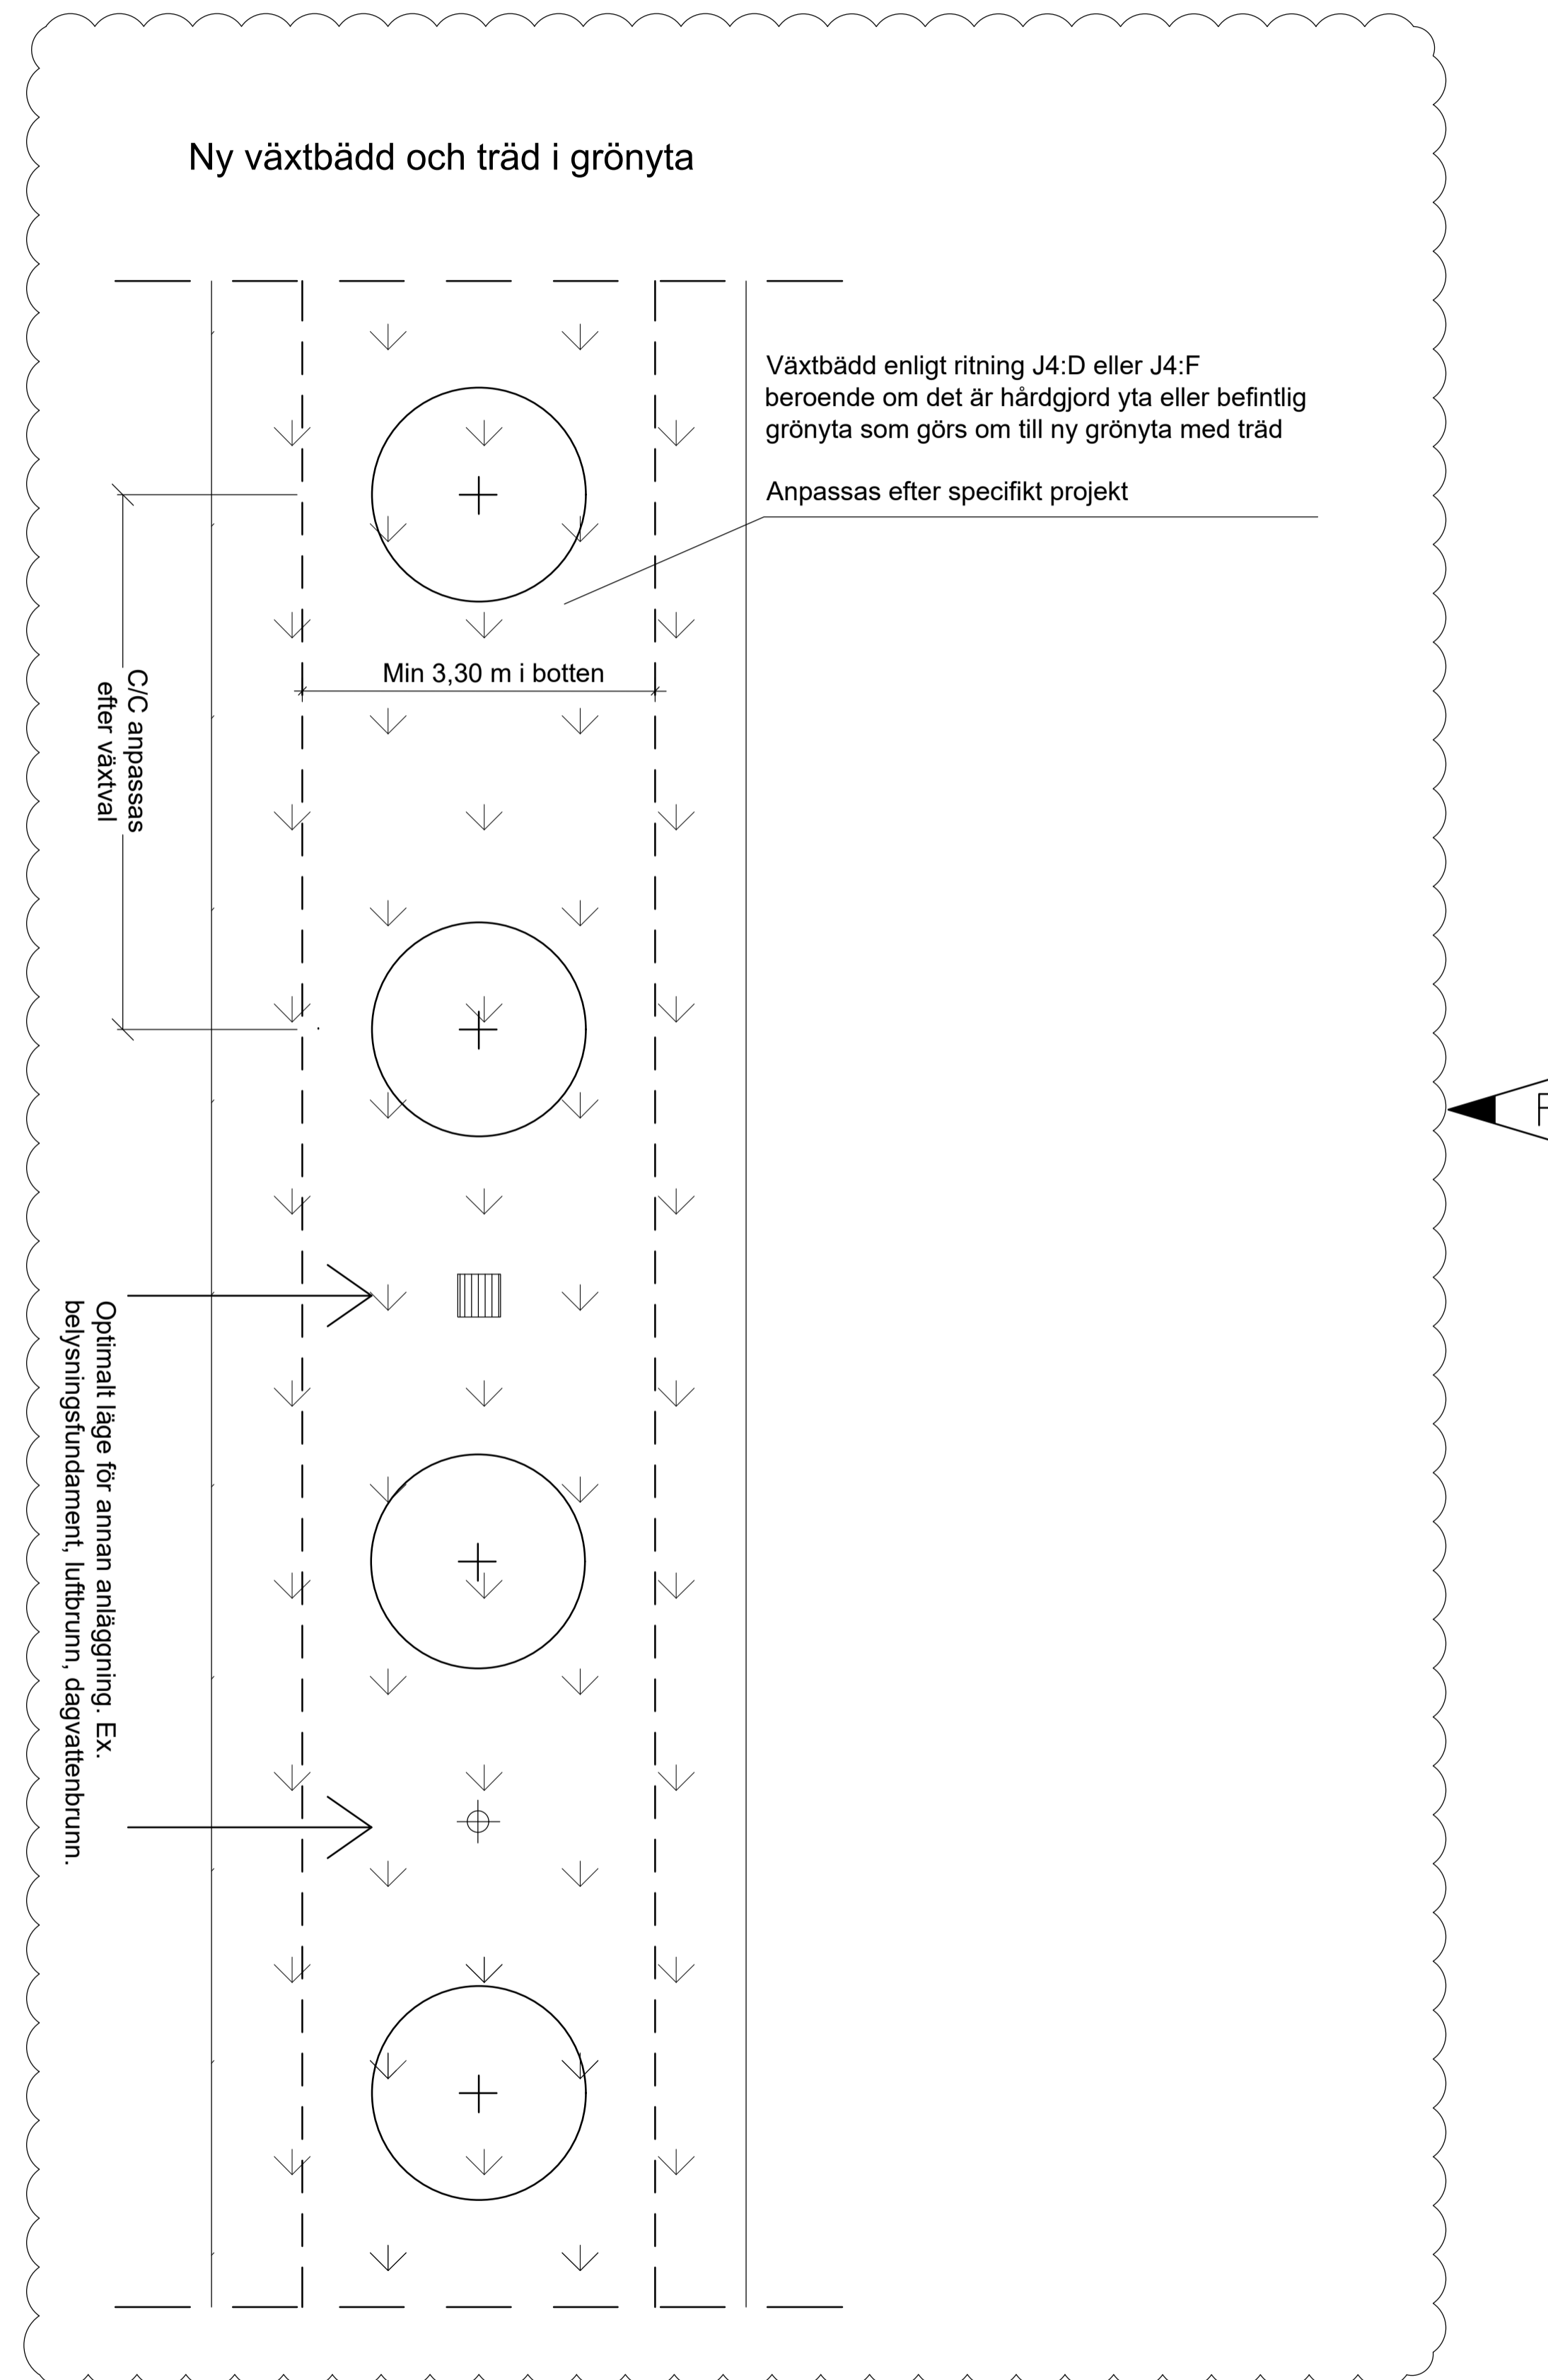 Ny växtbädd och träd i grönyta
Växtbädd enligt ritning J4:D eller J4:F
beroende om det är hårdgjord yta eller befintlig
grönyta som görs om till ny grönyta med träd
Anpassas efter specifikt projekt
Min 3,30 m i botten
C/C anpassas
efter växtval
Optimalt läge för annan anläggning. Ex.
belysningsfundament, luftbrunn, dagvattenbrunn.